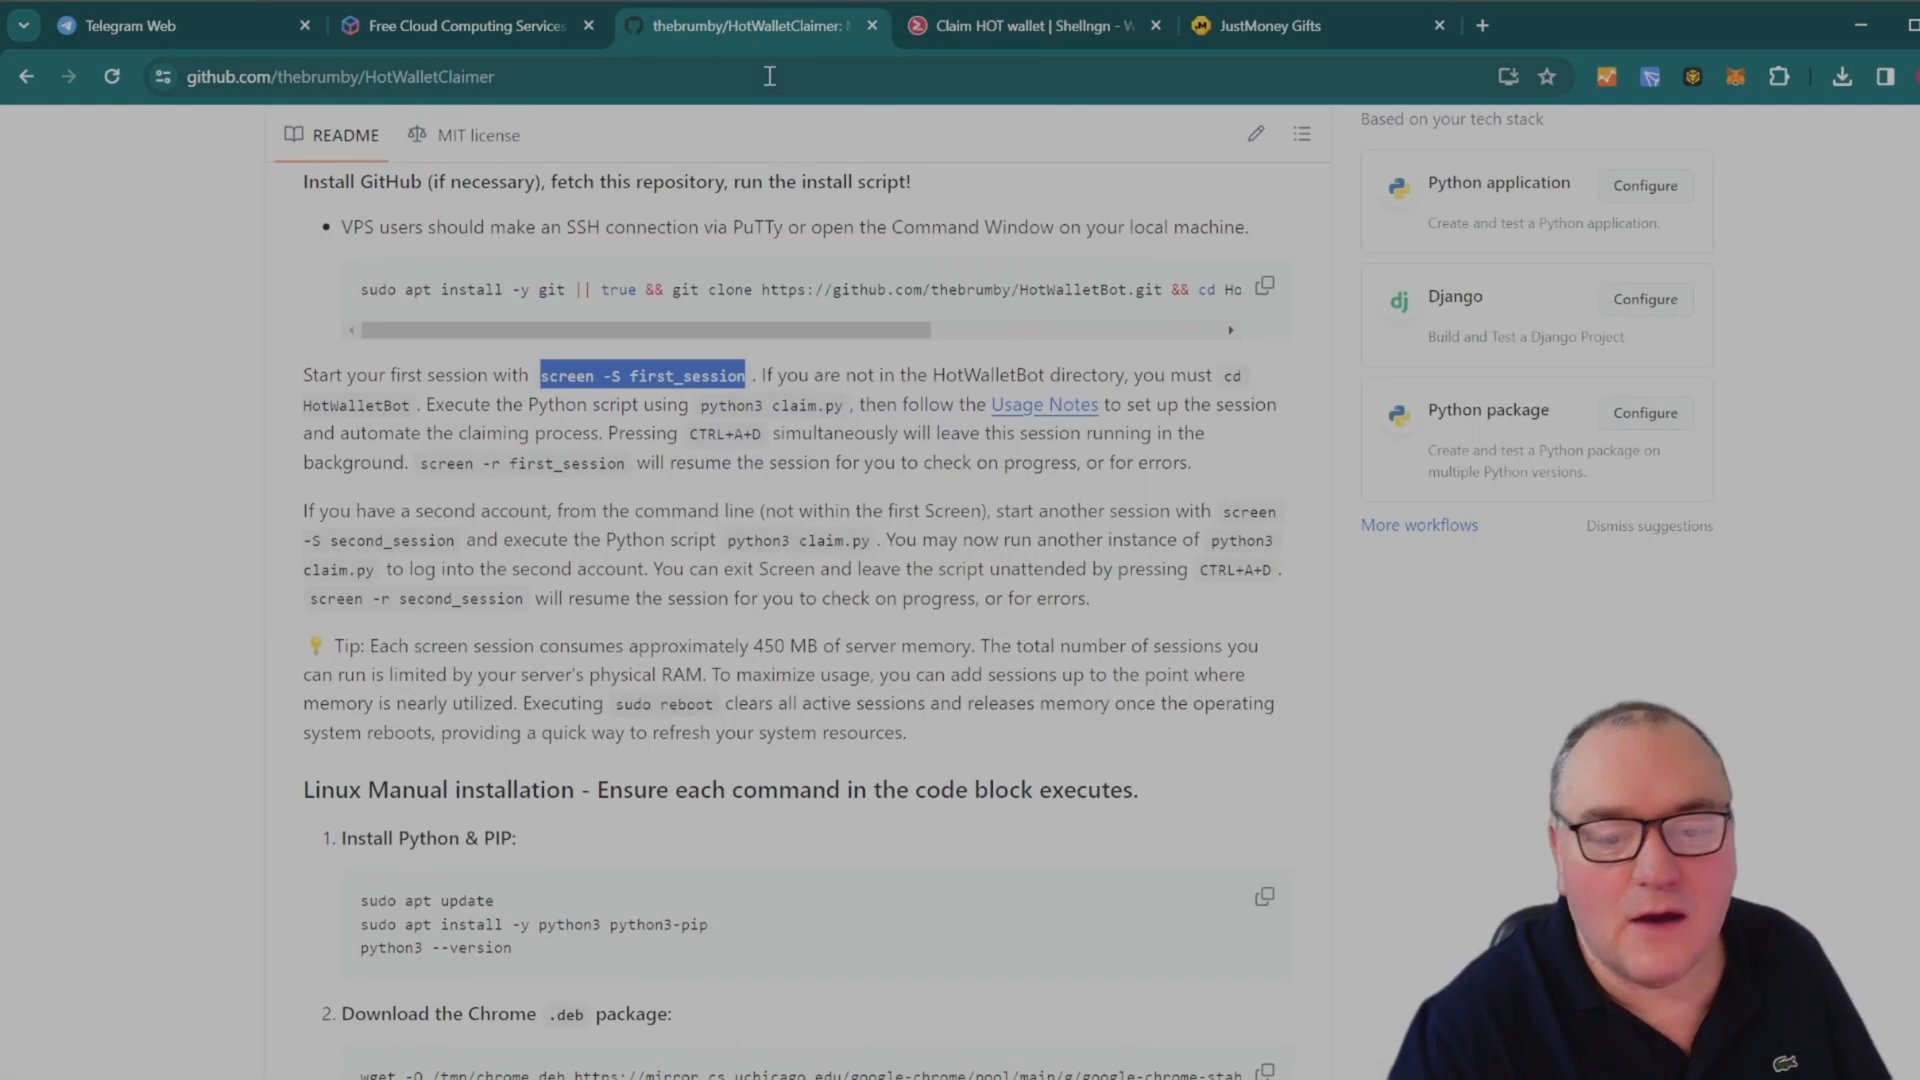 Telegram Web
Free Cloud Computing Services
thebrumby/HotWalletClaimer:
Claim HOT wallet | Shellngn -
JustMoney Gifts
github.com/thebrumby/HotWalletClaimer
README
MIT license
Install GitHub (if necessary), fetch this repository, run the install script!
• VPS users should make an SSH connection via PuTTy or open the Command Window on your local machine.
sudo apt install -y git || true && git clone https://github.com/thebrumby/HotWalletBot.git && cd Ho
Start your first session with screen -S first_session . If you are not in the HotWalletBot directory, you must cd
HotWalletBot . Execute the Python script using python3 claim.py , then follow the Usage Notes to set up the session
and automate the claiming process. Pressing CTRL+A+D simultaneously will leave this session running in the
background. screen -r first_session will resume the session for you to check on progress, or for errors.
If you have a second account, from the command line (not within the first Screen), start another session with screen
-S second_session and execute the Python script python3 claim.py . You may now run another instance of python3
claim.py to log into the second account. You can exit Screen and leave the script unattended by pressing CTRL+A+D .
screen -r second_session will resume the session for you to check on progress, or for errors.
💡 Tip: Each screen session consumes approximately 450 MB of server memory. The total number of sessions you
can run is limited by your server's physical RAM. To maximize usage, you can add sessions up to the point where
memory is nearly utilized. Executing sudo reboot clears all active sessions and releases memory once the operating
system reboots, providing a quick way to refresh your system resources.
Linux Manual installation - Ensure each command in the code block executes.
1. Install Python & PIP:
sudo apt update
sudo apt install -y python3 python3-pip
python3 --version
2. Download the Chrome .deb package:
wget -O /tmp/chrome.deb https://mirror.cs.uchicago.edu/google-chrome/pool/main/g/google-chrome-stab
Based on your tech stack
Python application
Configure
Create and test a Python application.
dj
Django
Configure
Build and Test a Django Project
Python package
Configure
Create and test a Python package on
multiple Python versions.
More workflows
Dismiss suggestions